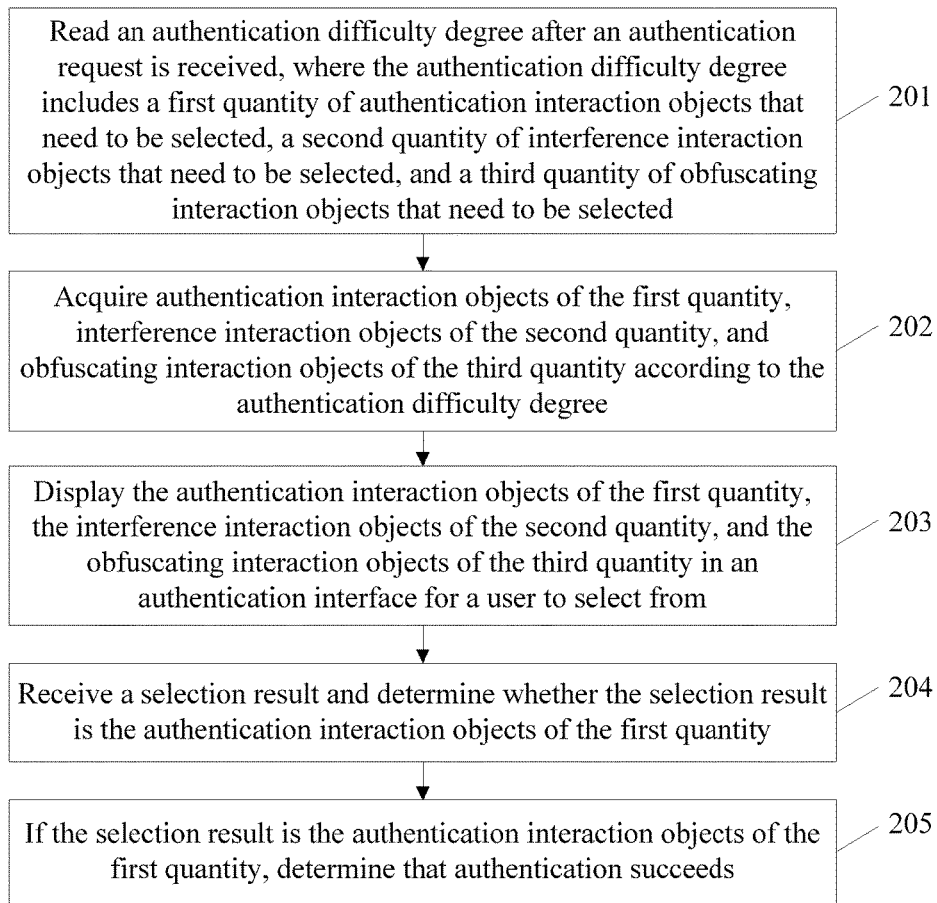 Read an authentication difficulty degree after an authentication
request is received, where the authentication difficulty degree
includes a first quantity of authentication interaction objects that
need to be selected, a second quantity of interference interaction
objects that need to be selected, and a third quantity of obfuscating
interaction objects that need to be selected
201
Acquire authentication interaction objects of the first quantity,
interference interaction objects of the second quantity, and
obfuscating interaction objects of the third quantity according to the
authentication difficulty degree
202
Display the authentication interaction objects of the first quantity,
the interference interaction objects of the second quantity, and the
obfuscating interaction objects of the third quantity in an
authentication interface for a user to select from
203
Receive a selection result and determine whether the selection result
is the authentication interaction objects of the first quantity
204
If the selection result is the authentication interaction objects of the
first quantity, determine that authentication succeeds
205